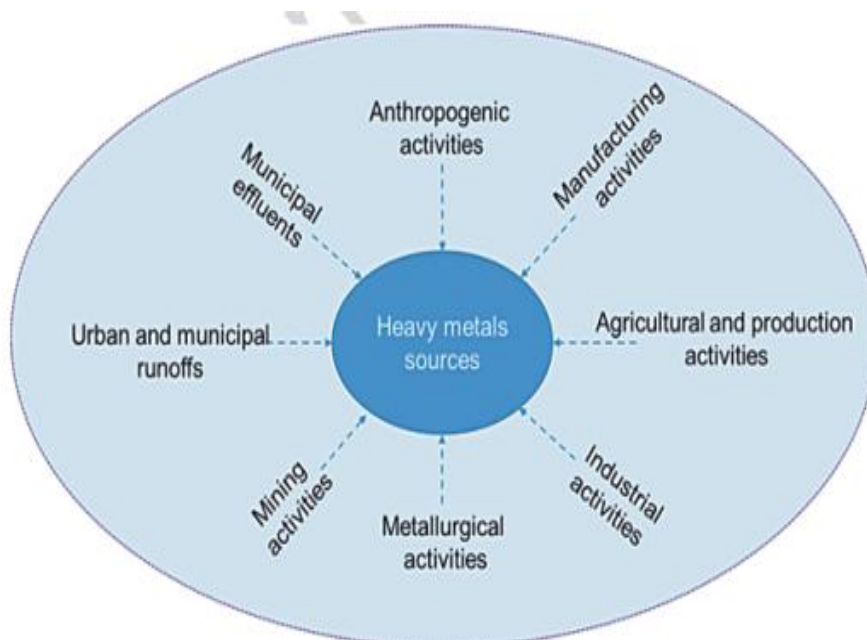 Anthropogenic
activities
Manufacturing
activities
Municipal
effluents
Heavy metals
sources
Agricultural and production
activities
Urban and municipal
runoffs
Industrial
activities
Mining
activities
Metallurgical
activities